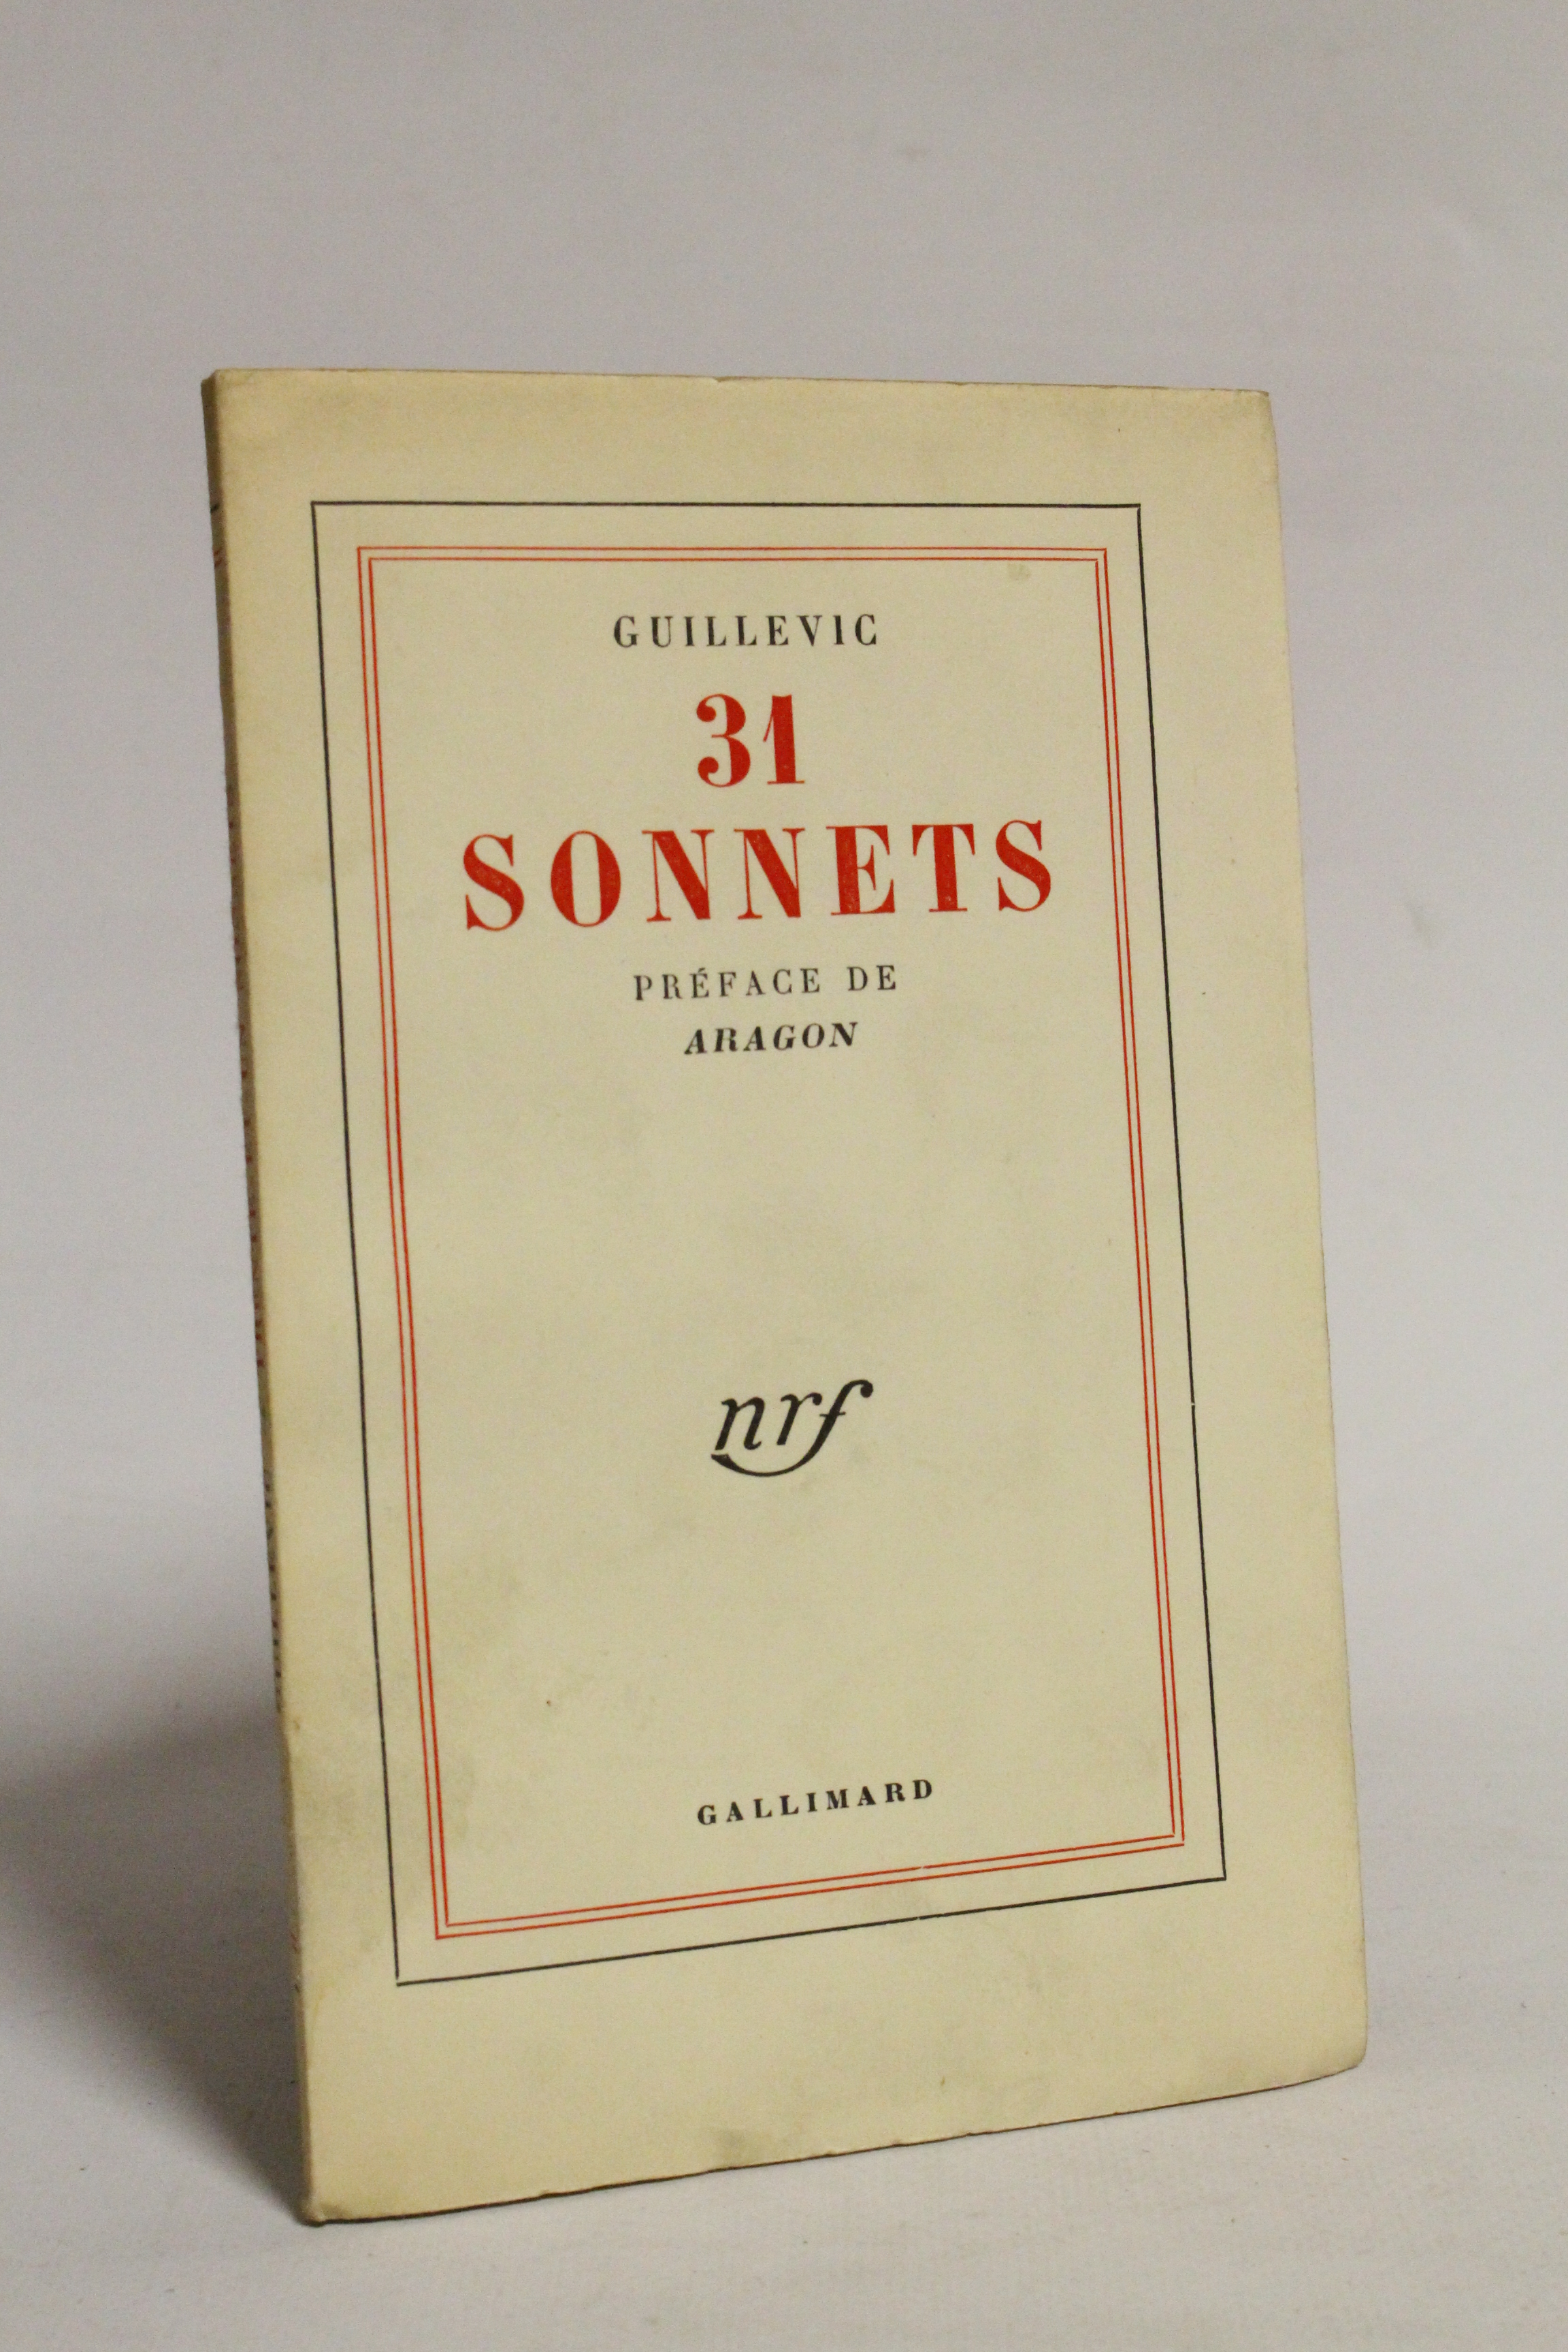 GUILLEVIC
31
SONNETS
PRÉFACE DE
ARAGON
nrf
GALLIMARD